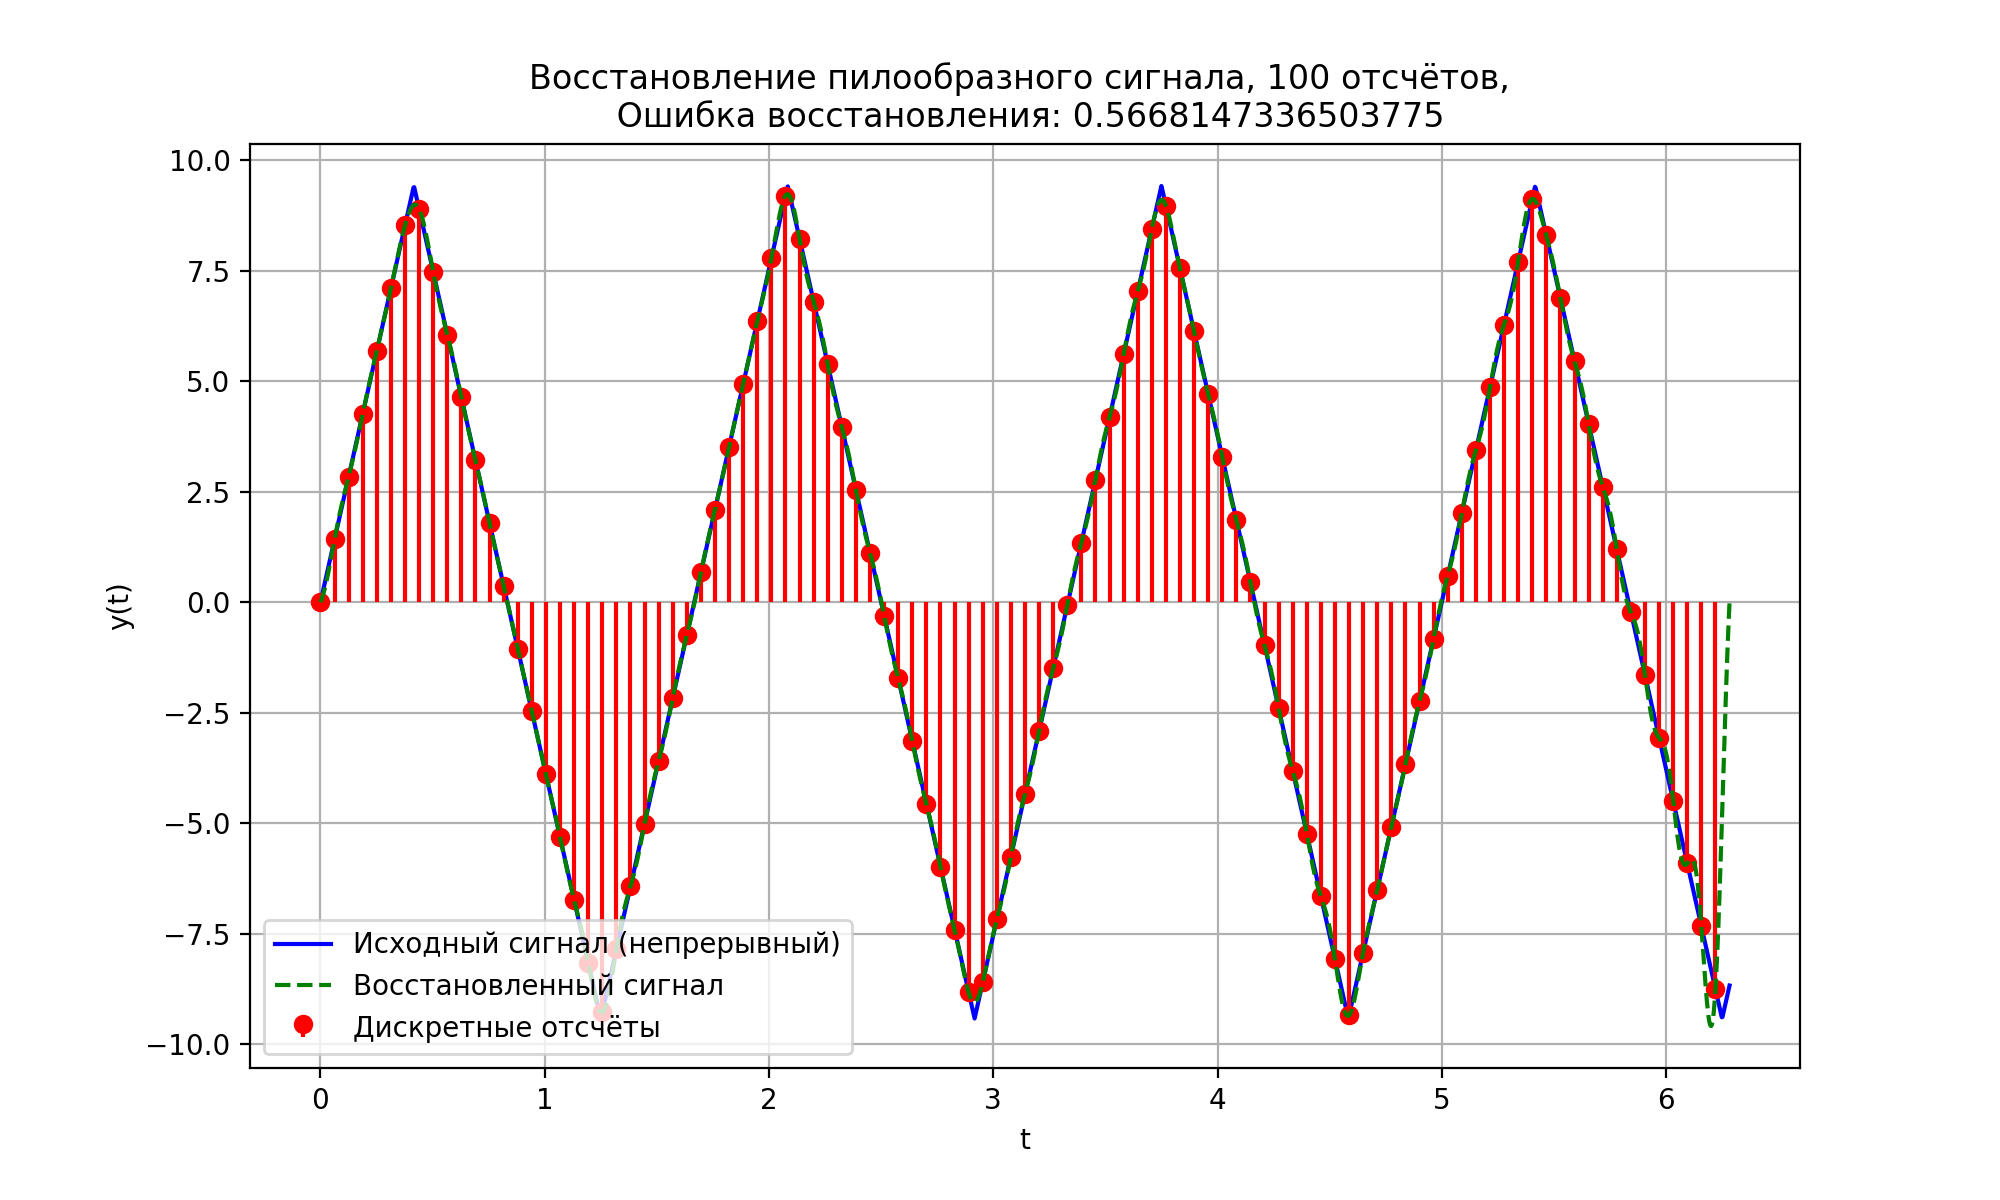 Восстановление пилообразного сигнала, 100 отсчётов,
Ошибка восстановления: 0.5668147336503775
10.0
7.5
5.0
2.5
0.0
−2.5
−5.0
−7.5
−10.0
y(t)
Исходный сигнал (непрерывный)
Восстановленный сигнал
Дискретные отсчёты
0 1 2 3 4 5 6
t